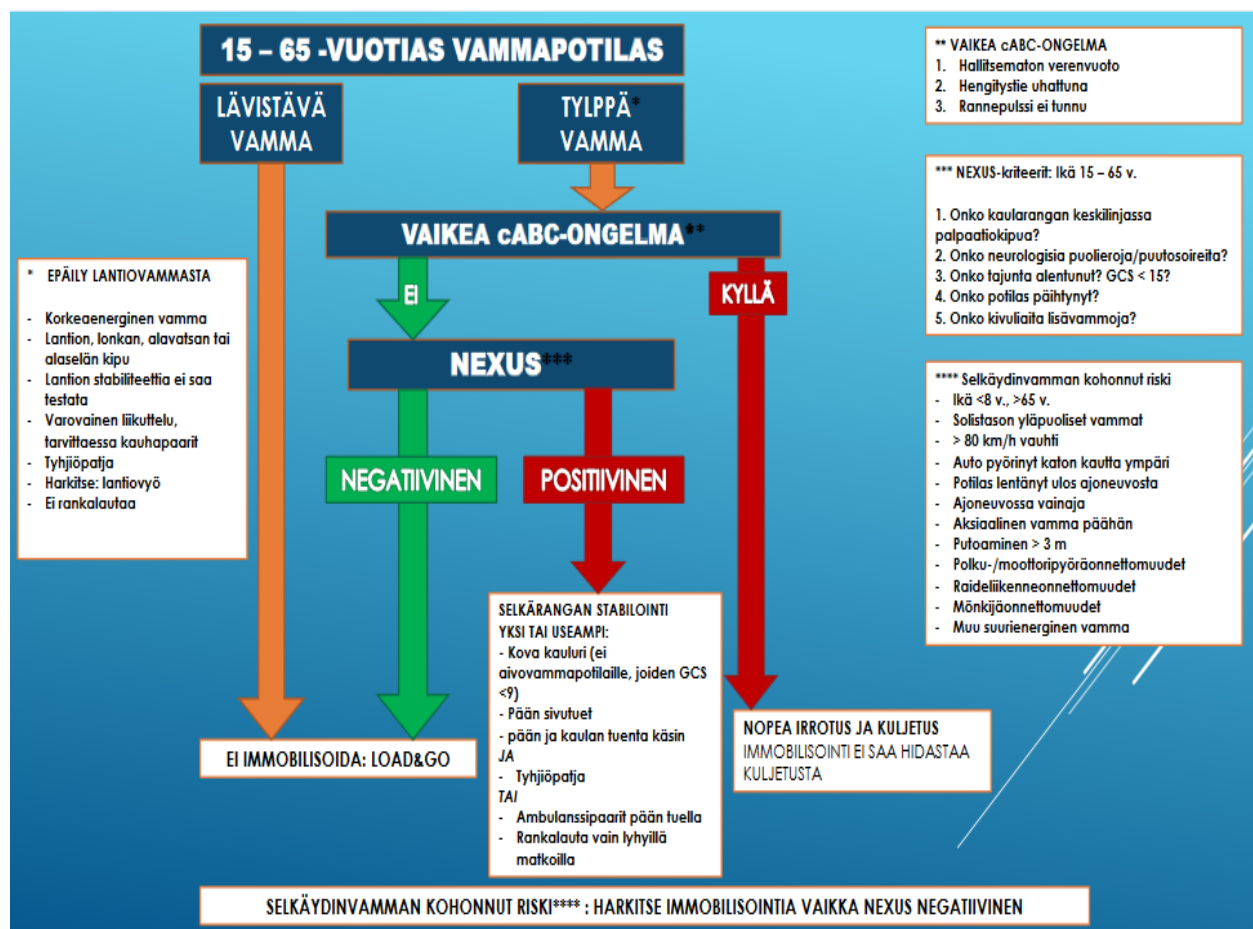 15 – 65 -VUOTIAS VAMMAPOTILAS
LÄVISTÄVÄ
VAMMA
TYLPPÄ*
VAMMA
VAIKEA cABC-ONGELMA**
EI
KYLLÄ
NEXUS***
NEGATIIVINEN
POSITIIVINEN
* EPÄILY LANTIOVAMMASTA
- Korkeaenerginen vamma
- Lantion, lonkan, alavatsan tai
alaselän kipu
- Lantion stabiliteettia ei saa
testata
- Varovainen liikuttelu,
tarvittaessa kauhapaarit
- Tyhjiöpatja
- Harkitse: lantiovyö
- Ei rankalautaa
EI IMMOBILISOIDA: LOAD&GO
SELKÄRANGAN STABILOINTI
YKSI TAI USEAMPI:
- Kova kauluri (ei
aivovammapotilaille, joiden GCS
<9)
- Pään sivutuet
- pään ja kaulan tuenta käsin
JA
- Tyhjiöpatja
TAI
- Ambulanssipaarit pään tuella
- Rankalauta vain lyhyillä
matkoilla
NOPEA IRROTUS JA KULJETUS
IMMOBILISOINTI EI SAA HIDASTAA
KULJETUSTA
** VAIKEA cABC-ONGELMA
1. Hallitsematon verenvuoto
2. Hengitystie uhattuna
3. Rannepulssi ei tunnu
*** NEXUS-kriteerit: Ikä 15 – 65 v.
1. Onko kaularangan keskilinjassa
palpaatiokipua?
2. Onko neurologisia puolieroja/puutosoireita?
3. Onko tajunta alentunut? GCS < 15?
4. Onko potilas päihtynyt?
5. Onko kivuliaita lisävammoja?
**** Selkäydinvamman kohonnut riski
- Ikä <8 v., >65 v.
- Solistason yläpuoliset vammat
- > 80 km/h vauhti
- Auto pyörinyt katon kautta ympäri
- Potilas lentänyt ulos ajoneuvosta
- Ajoneuvossa vainaja
- Aksiaalinen vamma päähän
- Putoaminen > 3 m
- Polku-/moottoripyöräonnettomuudet
- Raideliikenneonnettomuudet
- Mönkijäonnettomuudet
- Muu suurienerginen vamma
SELKÄYDINVAMMAN KOHONNUT RISKI**** : HARKITSE IMMOBILISOINTIA VAIKKA NEXUS NEGATIIVINEN